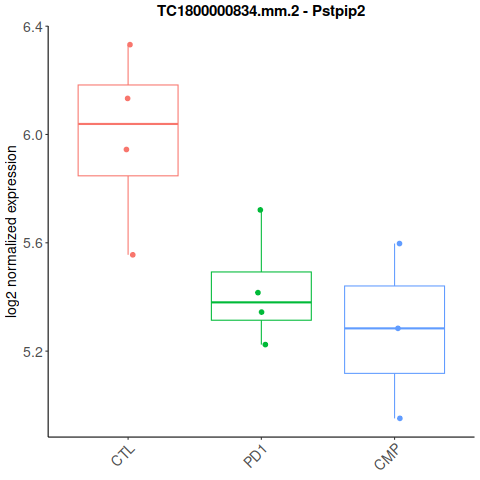 TC1800000834.mm.2 - Pstpip2
log2 normalized expression
6.4
6.0
5.6
5.2
CTL
PD1
CMP